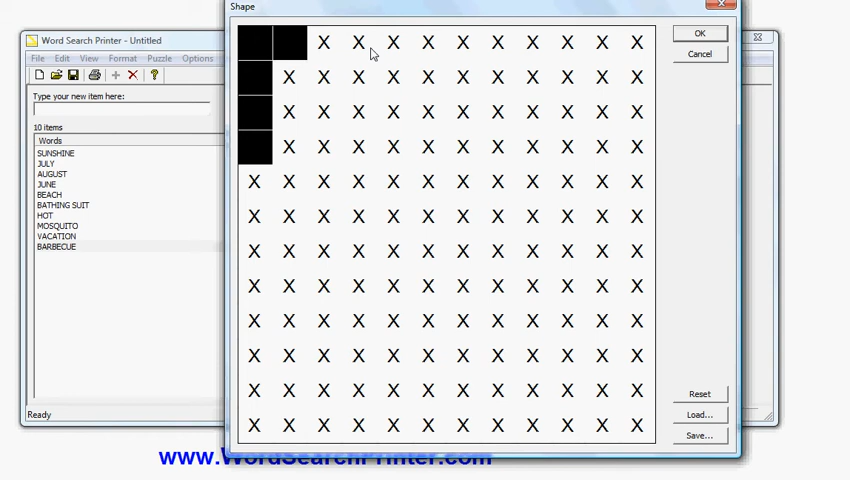 Shape
Word Search Printer - Untitled
File Edit View Format Puzzle Options
Type your new item here:
10 items
Words
SUNSHINE
JULY
AUGUST
JUNE
BEACH
BATHING SUIT
HOT
MOSQUITO
VACATION
BARBECUE
Ready
X X X X X X X X X X
X X X X X X X X X X X
X X X X X X X X X X X
X X X X X X X X X X X
X X X X X X X X X X X X
X X X X X X X X X X X X
X X X X X X X X X X X X
X X X X X X X X X X X X
X X X X X X X X X X X X
X X X X X X X X X X X X
X X X X X X X X X X X X
X X X X X X X X X X X X
OK
Cancel
Reset
Load...
Save...
www.WordSearchPrinter.com